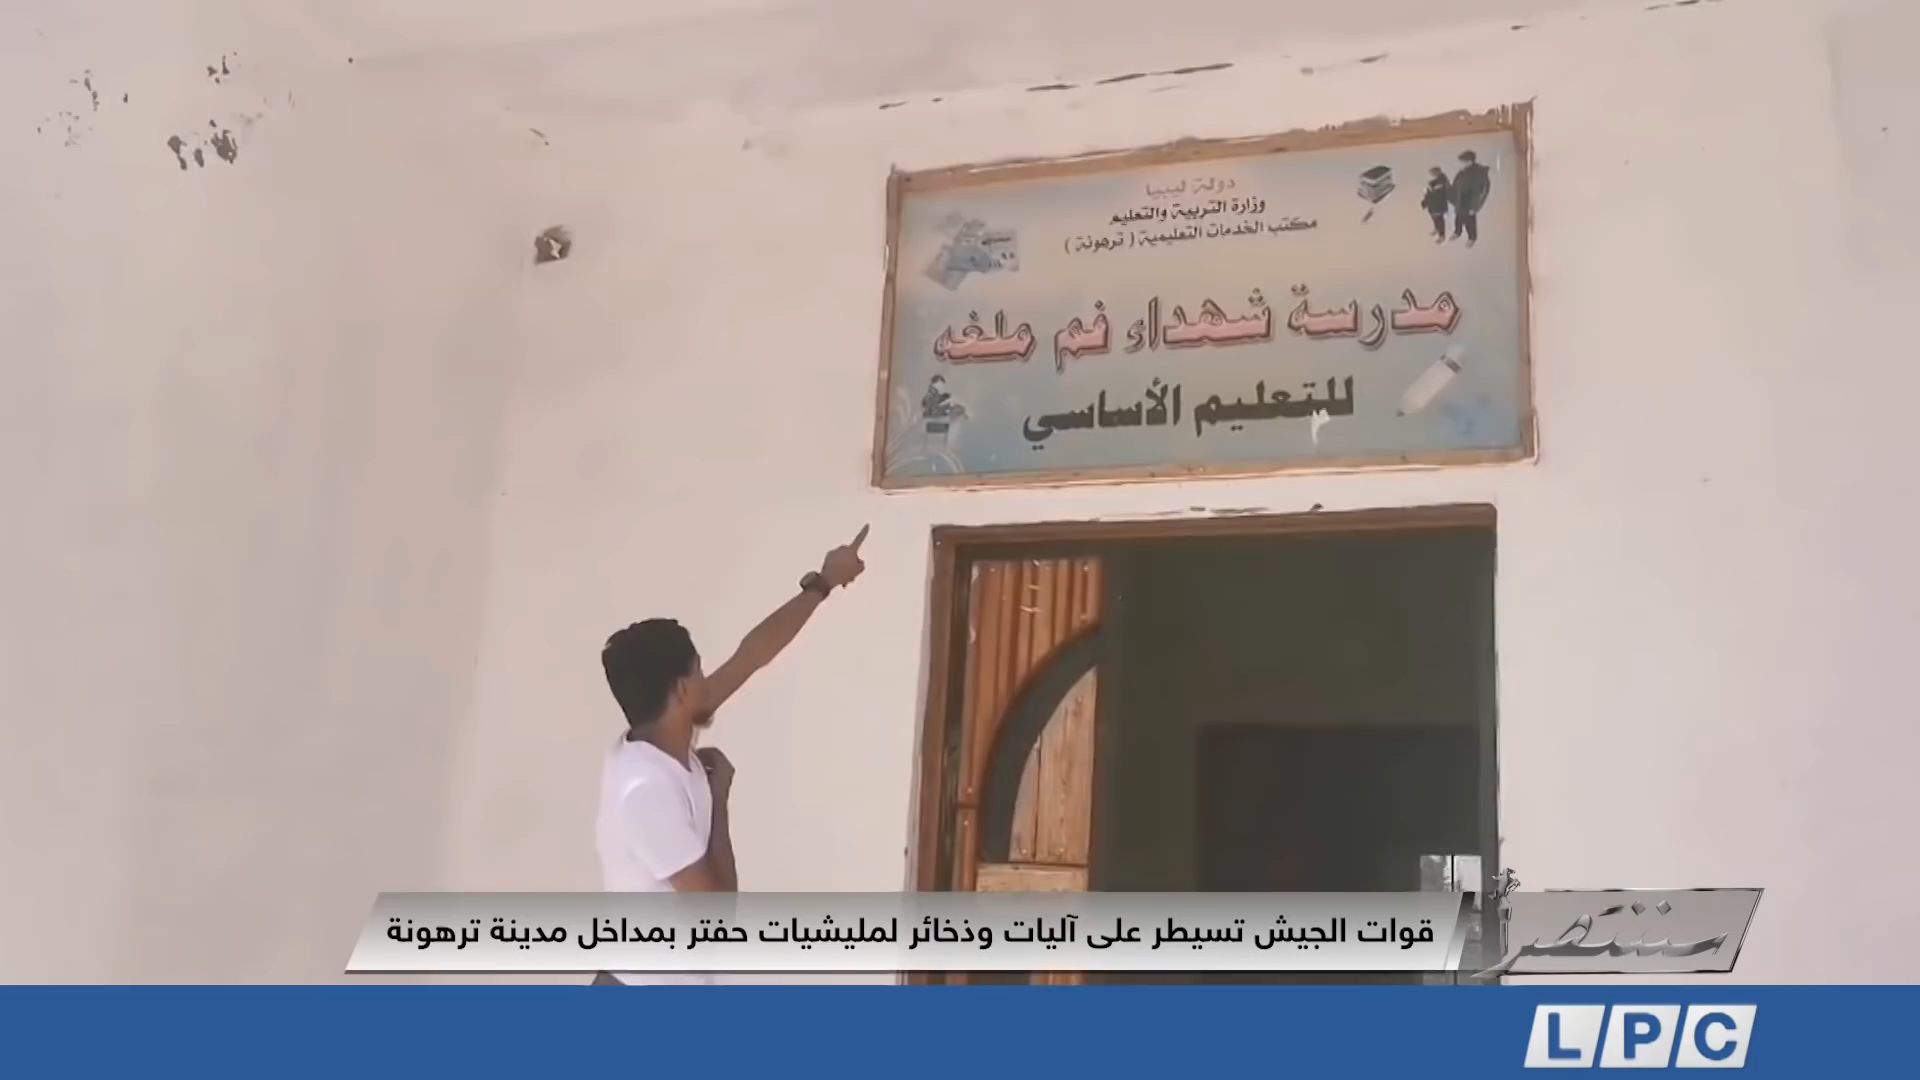 دولة ليبيا
وزارة التربية والتعليم
مكتب الخدمات التعليمية ( ترهونة )
مدرسة شهداء فم ملغه
للتعليم الأساسي
قوات الجيش تسيطر على آليات وذخائر لمليشيات حفتر بمداخل مدينة ترهونة
سننتصر
LPC